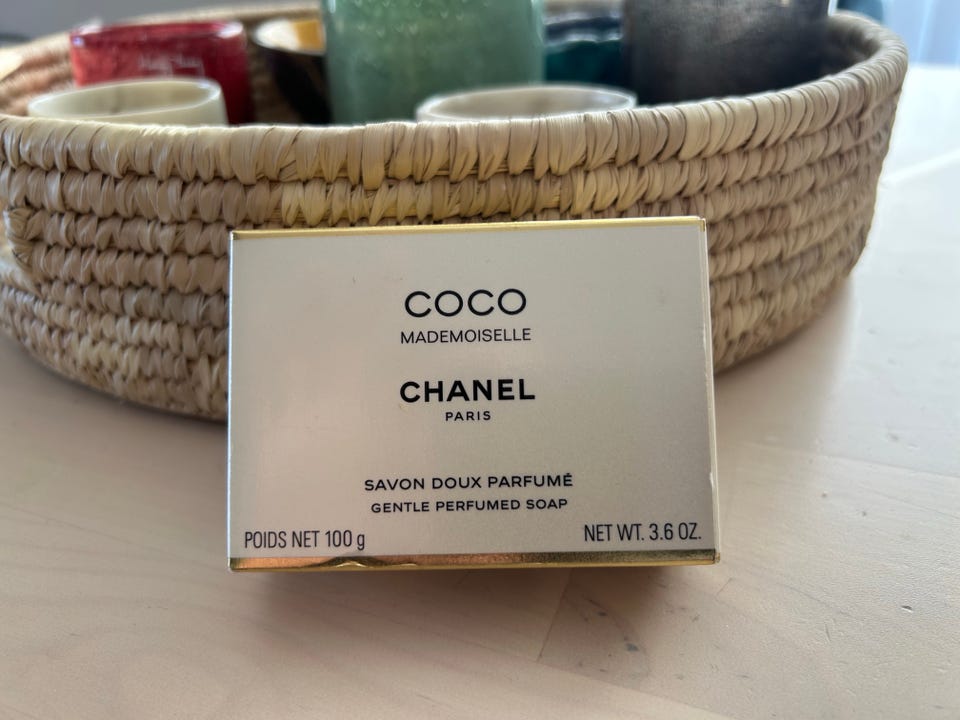 COCO
MADEMOISELLE
CHANEL
PARIS
SAVON DOUX PARFUMÉ
GENTLE PERFUMED SOAP
POIDS NET 100 g
NET WT. 3.6 OZ.